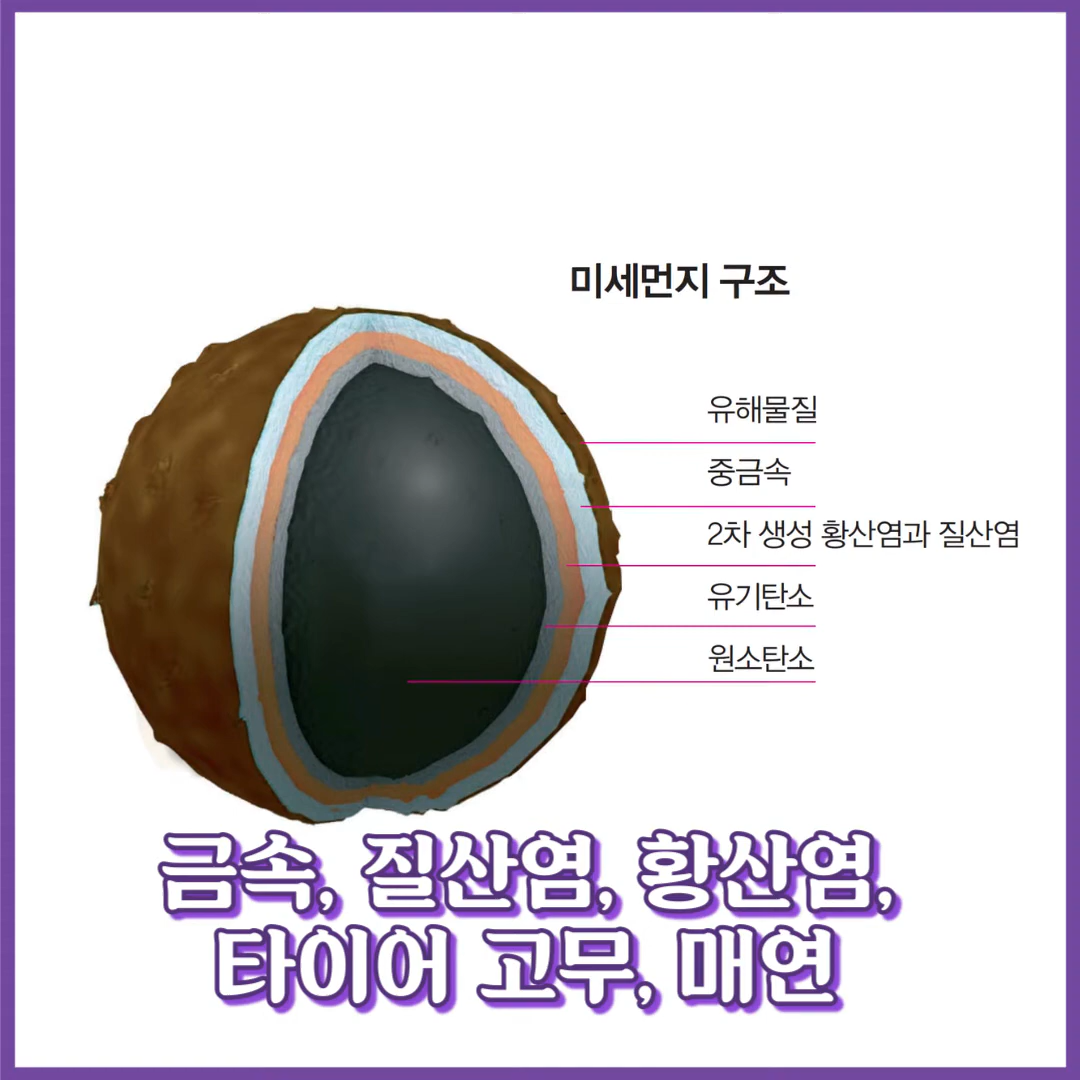 미세먼지 구조
유해물질
중금속
2차 생성 황산염과 질산염
유기탄소
원소탄소
금속, 질산염, 황산염,
타이어 고무, 매연